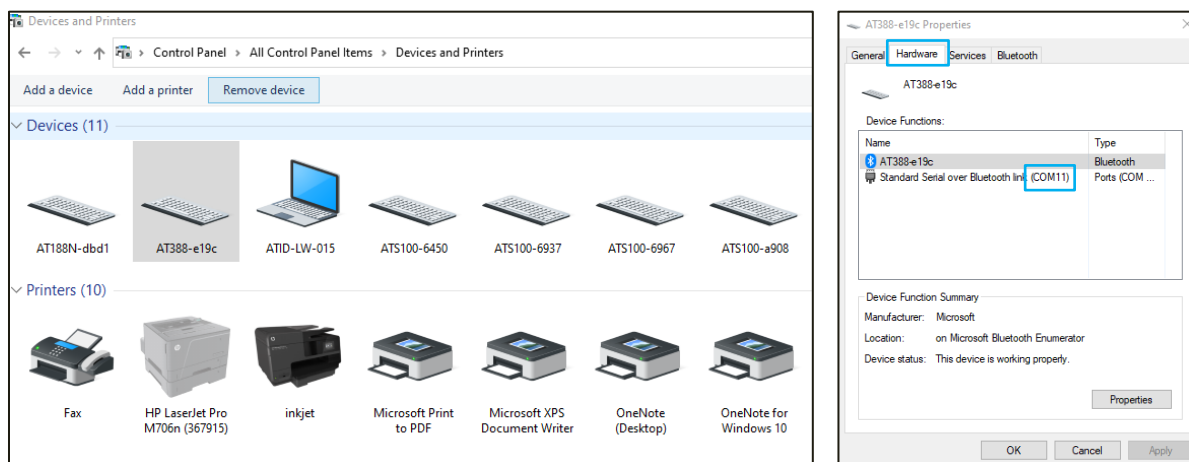 Devices and Printers
Control Panel > All Control Panel Items > Devices and Printers
Add a device Add a printer Remove device
Devices (11)
AT188N-dbd1 AT388-e19c ATID-LW-015 ATS100-6450 ATS100-6937 ATS100-6967 ATS100-a908
Printers (10)
Fax HP LaserJet Pro inkjet Microsoft Print Microsoft XPS OneNote OneNote for
M706n (367915) to PDF Document Writer (Desktop) Windows 10
AT388-e19c Properties
General Hardware Services Bluetooth
AT388-e19c
Device Functions:
Name Type
AT388-e19c Bluetooth
Standard Serial over Bluetooth link (COM11) Ports (COM ...
Device Function Summary
Manufacturer: Microsoft
Location: on Microsoft Bluetooth Enumerator
Device status: This device is working properly.
Properties
OK Cancel Apply